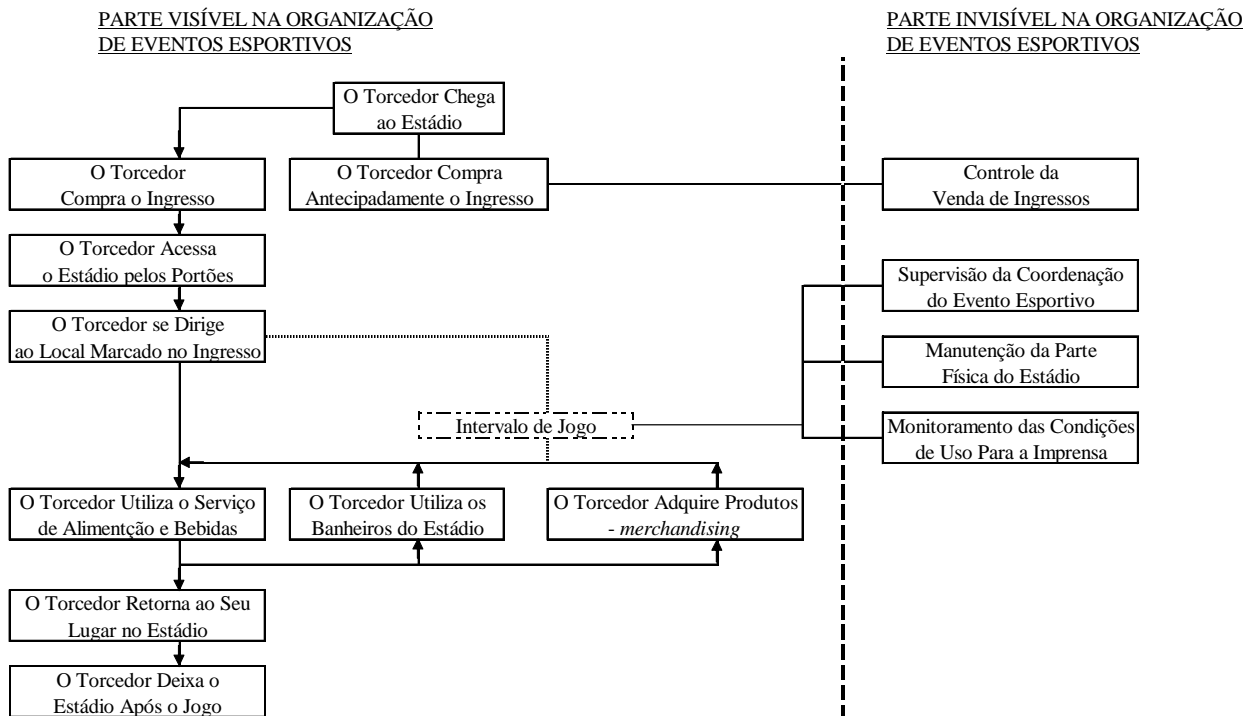 PARTE VISÍVEL NA ORGANIZAÇÃO
DE EVENTOS ESPORTIVOS
PARTE INVISÍVEL NA ORGANIZAÇÃO
DE EVENTOS ESPORTIVOS
O Torcedor Chega
ao Estádio
O Torcedor
Compra o Ingresso
O Torcedor Compra
Antecipadamente o Ingresso
Controle da
Venda de Ingressos
O Torcedor Acessa
o Estádio pelos Portões
Supervisão da Coordenação
do Evento Esportivo
O Torcedor se Dirige
ao Local Marcado no Ingresso
Manutenção da Parte
Física do Estádio
Intervalo de Jogo
Monitoramento das Condições
de Uso Para a Imprensa
O Torcedor Utiliza o Serviço
de Alimentção e Bebidas
O Torcedor Utiliza os
Banheiros do Estádio
O Torcedor Adquire Produtos
- merchandising
O Torcedor Retorna ao Seu
Lugar no Estádio
O Torcedor Deixa o
Estádio Após o Jogo